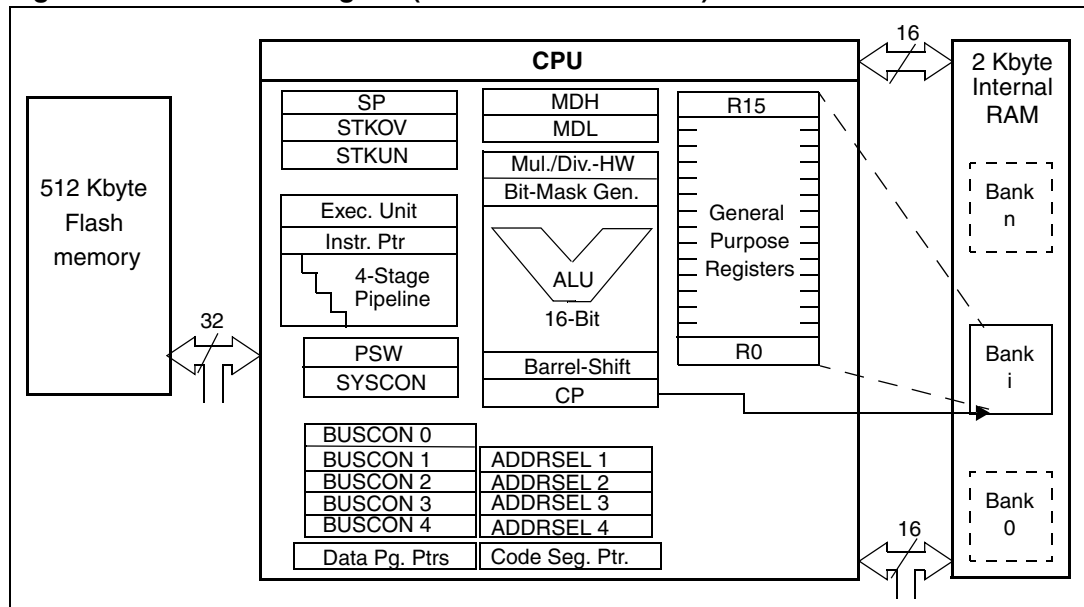 CPU
16
2 Kbyte
Internal
RAM
512 Kbyte
Flash
memory
32
SP
STKOV
STKUN
MDH
MDL
Mul./Div.-HW
Bit-Mask Gen.
ALU
16-Bit
Barrel-Shift
CP
R15
General
Purpose
Registers
R0
Exec. Unit
Instr. Ptr
4-Stage
Pipeline
PSW
SYSCON
BUSCON 0
BUSCON 1
BUSCON 2
BUSCON 3
BUSCON 4
ADDRSEL 1
ADDRSEL 2
ADDRSEL 3
ADDRSEL 4
Data Pg. Ptrs
Code Seg. Ptr.
Bank
n
Bank
i
Bank
0
16